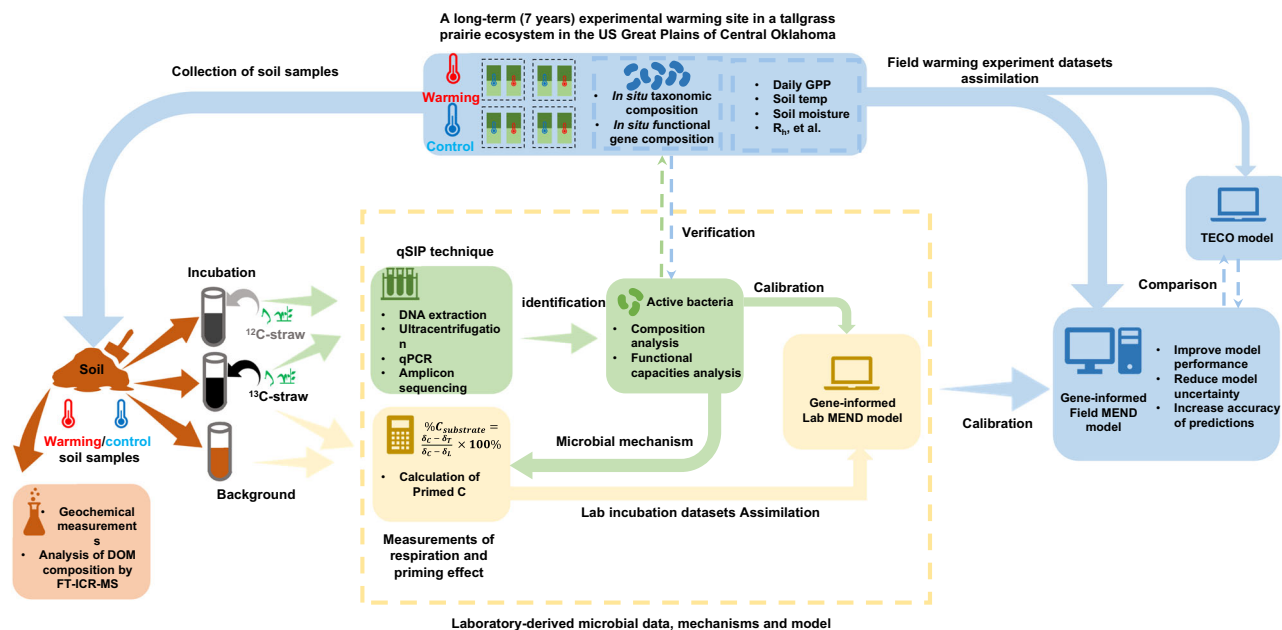 A long-term (7 years) experimental warming site in a tallgrass
prairie ecosystem in the US Great Plains of Central Oklahoma
Collection of soil samples
Field warming experiment datasets
assimilation
Warming
Control
• In situ taxonomic
composition
• In situ functional
gene composition
• Daily GPP
• Soil temp
• Soil moisture
• Rh, et al.
Verification
TECO model
Comparison
qSIP technique
• DNA extraction
• Ultracentrifugatio
n
• qPCR
• Amplicon
sequencing
identification
Active bacteria
• Composition
analysis
• Functional
capacities analysis
Calibration
Incubation
12C-straw
13C-straw
Soil
Warming/control
soil samples
Background
• Geochemical
measurement
s
• Analysis of DOM
composition by
FT-ICR-MS
%Csubstrate =
δC − δT
δC − δL
× 100%
• Calculation of
Primed C
Microbial mechanism
Measurements of
respiration and
priming effect
Gene-informed
Lab MEND model
Lab incubation datasets Assimilation
Calibration
Gene-informed
Field MEND
model
• Improve model
performance
• Reduce model
uncertainty
• Increase accuracy
of predictions
Laboratory-derived microbial data, mechanisms and model